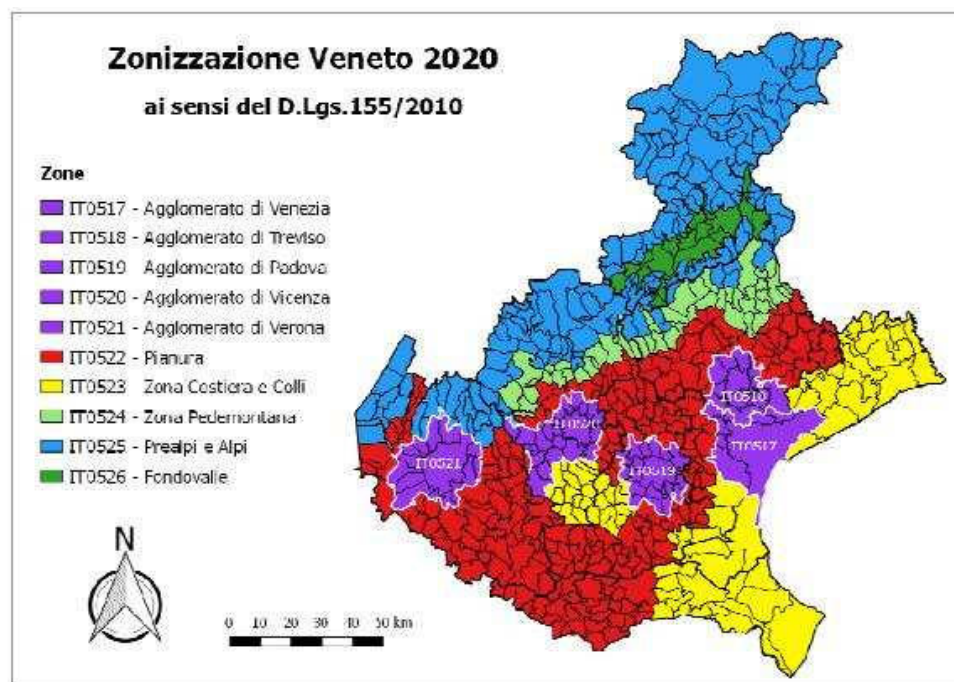 Zonizzazione Veneto 2020
ai sensi del D.Lgs.155/2010
Zone
IT0517 - Agglomerato di Venezia
IT0518 - Agglomerato di Treviso
IT0519 - Agglomerato di Padova
IT0520 - Agglomerato di Vicenza
IT0521 - Agglomerato di Verona
IT0522 - Pianura
IT0523 Zona Costiera e Colli
IT0524 - Zona Pedemontana
IT0525 - Prealpi e Alpi
IT0526 - Fondovalle
IT0518
IT0520
IT0517
IT0521
IT0519
N
0 10 20 30 40 50 km